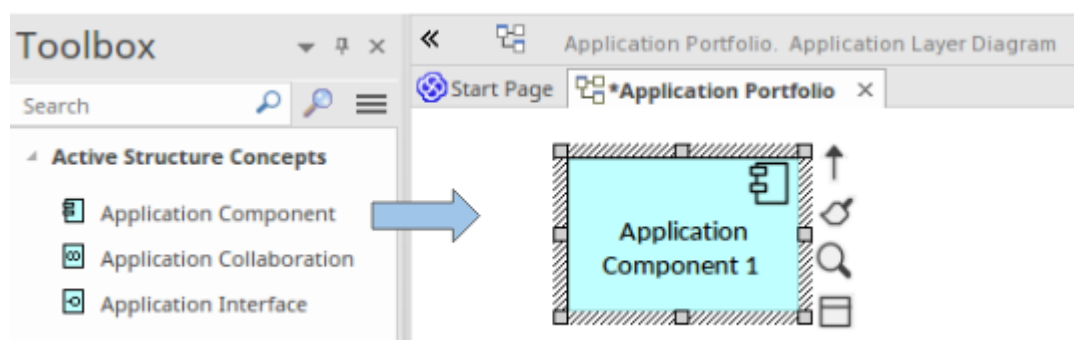 Toolbox
Search
Active Structure Concepts
Application Component
Application Collaboration
Application Interface
Application Portfolio. Application Layer Diagram
Start Page
*Application Portfolio
Application
Component 1